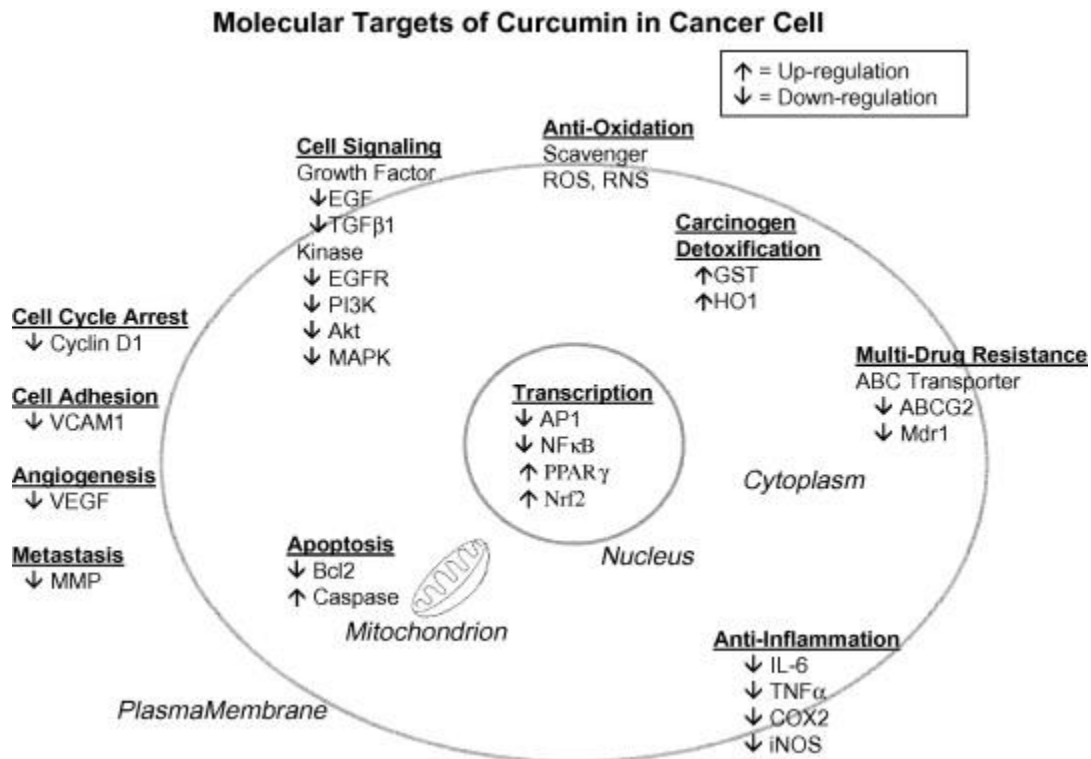 Molecular Targets of Curcumin in Cancer Cell
↑ = Up-regulation
↓ = Down-regulation
Anti-Oxidation
Scavenger
ROS, RNS
Cell Signaling
Growth Factor
↓EGF
↓TGFβ1
Kinase
↓ EGFR
↓ PI3K
↓ Akt
↓ MAPK
Carcinogen
Detoxification
↑GST
↑HO1
Cell Cycle Arrest
↓ Cyclin D1
Cell Adhesion
↓ VCAM1
Angiogenesis
↓ VEGF
Metastasis
↓ MMP
Multi-Drug Resistance
ABC Transporter
↓ ABCG2
↓ Mdr1
Transcription
↓ AP1
↓ NFκB
↑ PPARγ
↑ Nrf2
Cytoplasm
Nucleus
Apoptosis
↓ Bcl2
↑ Caspase
Mitochondrion
Anti-Inflammation
↓ IL-6
↓ TNFα
↓ COX2
↓ iNOS
PlasmaMembrane